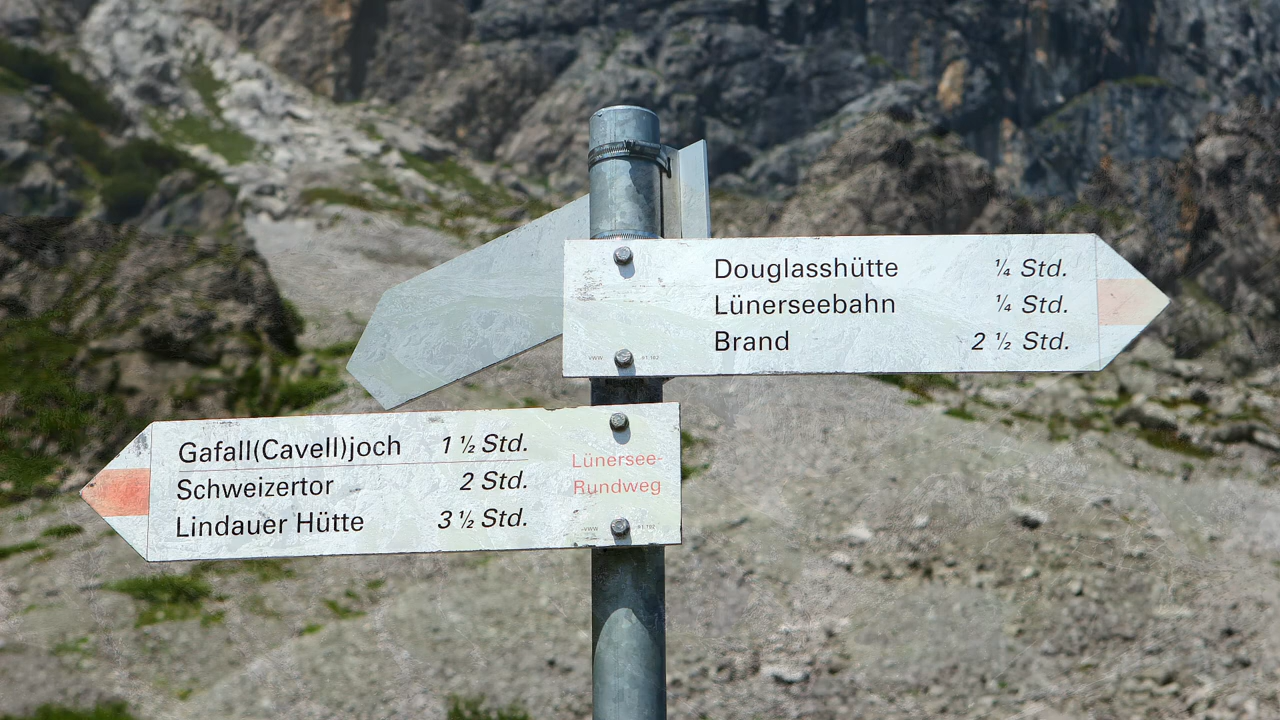 Douglasshütte ¼ Std.
Lünerseebahn ¼ Std.
Brand 2 ½ Std.
Gafall(Cavell)joch 1 ½ Std.
Schweizertor 2 Std.
Lindauer Hütte 3 ½ Std.
Lünersee-
Rundweg